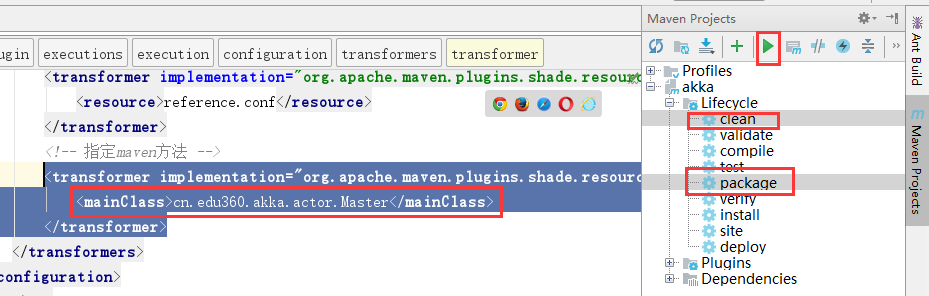 Maven Projects
ugin executions execution configuration transformers transformer
<transformer implementation="org.apache.maven.plugins.shade.resou
<resource>reference.conf</resource>
</transformer>
<!-- 指定maven方法 -->
<transformer implementation="org.apache.maven.plugins.shade.resou
<mainClass>cn.edu360.akka.actor.Master</mainClass>
</transformer>
</transformers>
configuration>
Profiles
akka
Lifecycle
clean
validate
compile
test
package
verify
install
site
deploy
Plugins
Dependencies
Ant Build
Maven Projects